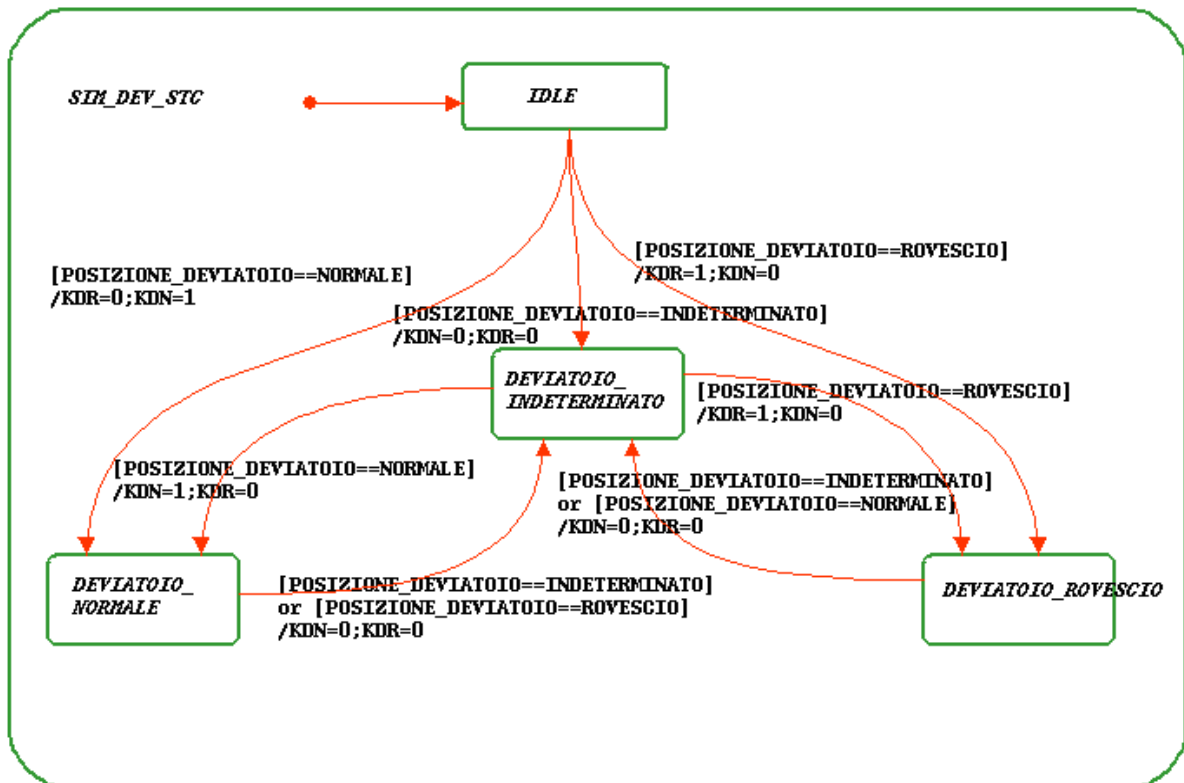 SIM_DEV_STC
IDLE
[POSIZIONE_DEVIATOIO==ROVESCIO]
/KDR=1;KDN=0
[POSIZIONE_DEVIATOIO==NORMALE]
/KDR=0;KDN=1
[POSIZIONE_DEVIATOIO==INDETERMINATO]
/KDN=0;KDR=0
DEVIATOIO_
INDETERMINATO
[POSIZIONE_DEVIATOIO==ROVESCIO]
/KDR=1;KDN=0
[POSIZIONE_DEVIATOIO==NORMALE]
/KDN=1;KDR=0
[POSIZIONE_DEVIATOIO==INDETERMINATO]
or [POSIZIONE_DEVIATOIO==NORMALE]
/KDN=0;KDR=0
DEVIATOIO_
NORMALE
[POSIZIONE_DEVIATOIO==INDETERMINATO]
or [POSIZIONE_DEVIATOIO==ROVESCIO]
/KDN=0;KDR=0
DEVIATOIO_ROVESCIO